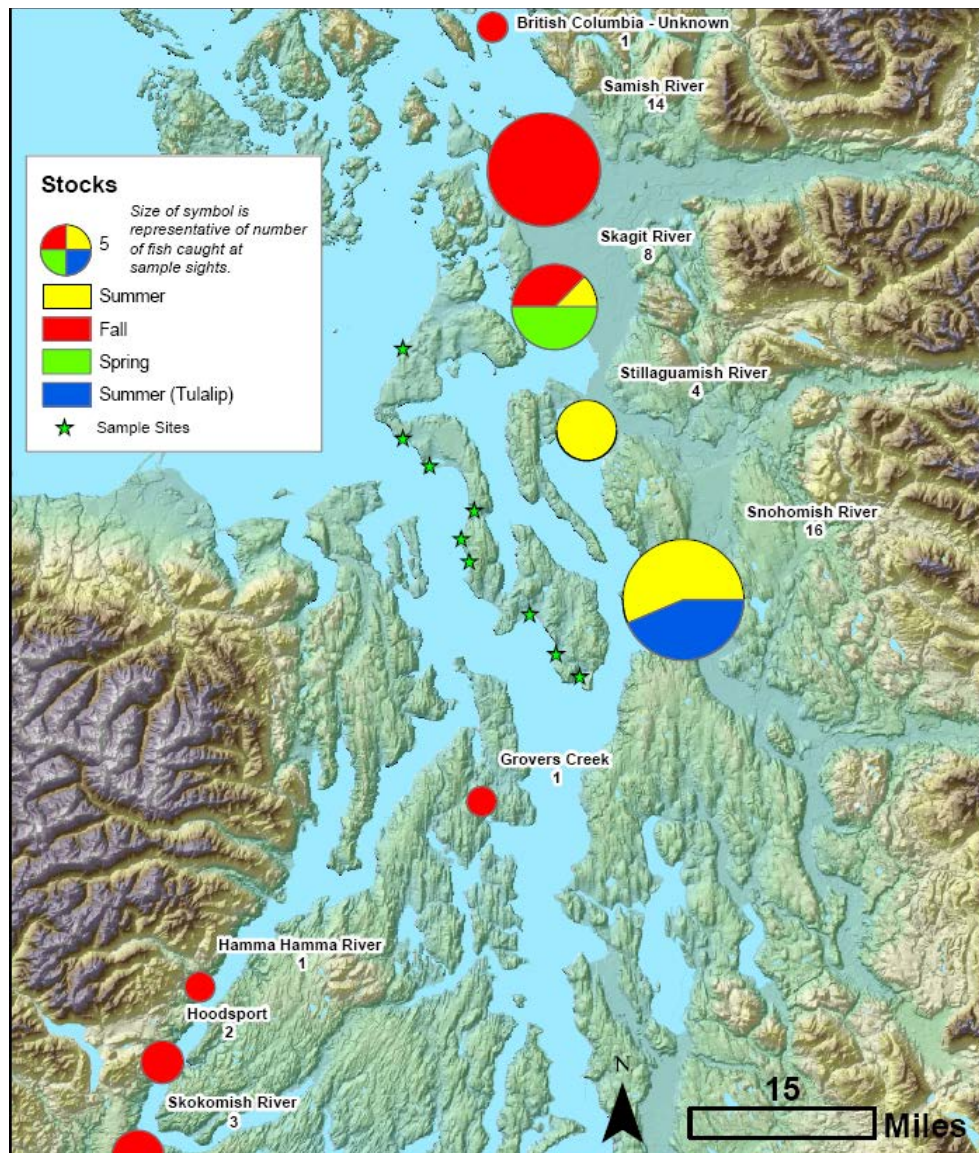 British Columbia - Unknown
1
Samish River
14
Stocks
5
Size of symbol is
representative of number
of fish caught at
sample sights.
Summer
Fall
Spring
Summer (Tulalip)
Sample Sites
Skagit River
8
Stillaguamish River
4
Snohomish River
16
Grovers Creek
1
Hamma Hamma River
1
Hoodsport
2
Skokomish River
3
N
15
Miles